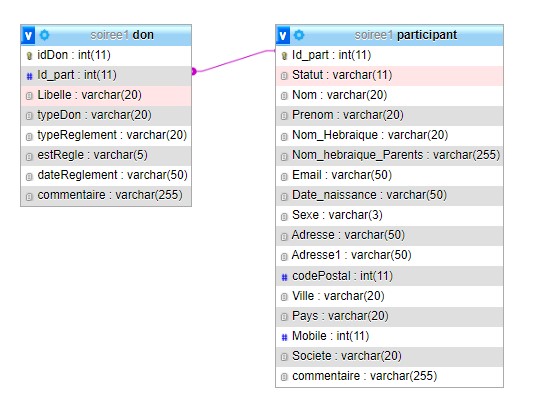 soiree1 don
idDon : int(11)
Id_part : int(11)
Libelle : varchar(20)
typeDon : varchar(20)
typeReglement : varchar(20)
estRegle : varchar(5)
dateReglement : varchar(50)
commentaire : varchar(255)
soiree1 participant
Id_part : int(11)
Statut : varchar(11)
Nom : varchar(20)
Prenom : varchar(20)
Nom_Hebraique : varchar(20)
Nom_hebraique_Parents : varchar(255)
Email : varchar(50)
Date_naissance : varchar(50)
Sexe : varchar(3)
Adresse : varchar(50)
Adresse1 : varchar(50)
codePostal : int(11)
Ville : varchar(20)
Pays : varchar(20)
Mobile : int(11)
Societe : varchar(20)
commentaire : varchar(255)